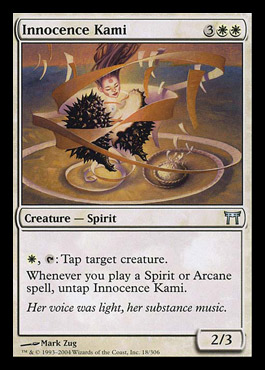 Innocence Kami 3
Creature — Spirit
, : Tap target creature.
Whenever you play a Spirit or Arcane
spell, untap Innocence Kami.
Her voice was light, her substance music.
Mark Zug
™ & © 1993-2004 Wizards of the Coast, Inc. 18/306
2/3